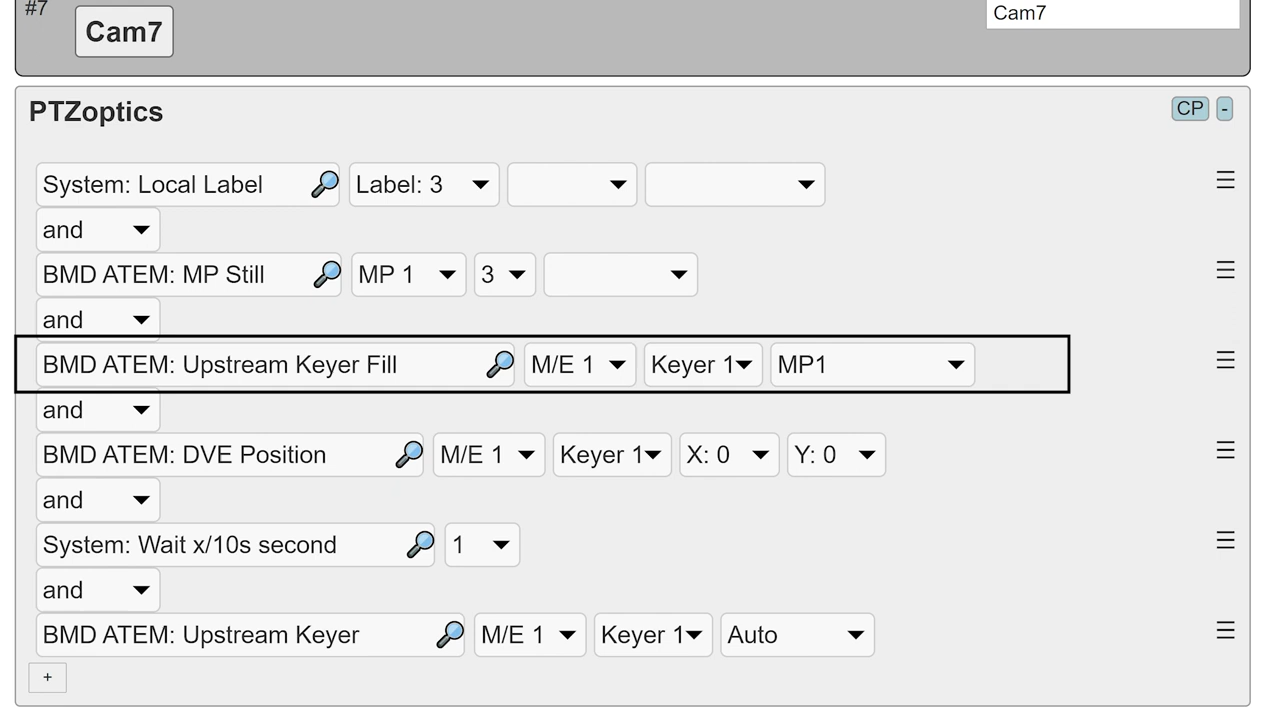 #7
Cam7 Cam7
PTZoptics CP -
System: Local Label Label: 3
and
BMD ATEM: MP Still MP 1 3
and
BMD ATEM: Upstream Keyer Fill M/E 1 Keyer 1 MP1
and
BMD ATEM: DVE Position M/E 1 Keyer 1 X: 0 Y: 0
and
System: Wait x/10s second 1
and
BMD ATEM: Upstream Keyer M/E 1 Keyer 1 Auto
+